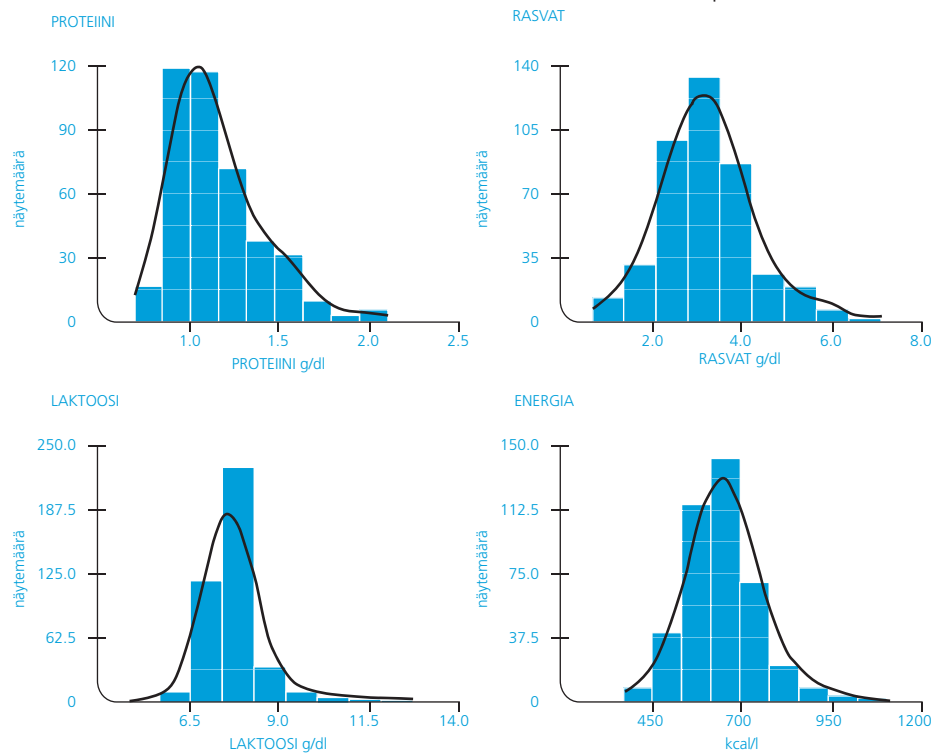 PROTEIINI
120
90
60
30
0
näytemäärä
1.0 1.5 2.0 2.5
PROTEIINI g/dl
RASVAT
140
105
70
35
0
näytemäärä
2.0 4.0 6.0 8.0
RASVAT g/dl
LAKTOOSI
250.0
187.5
125.0
62.5
0
näytemäärä
6.5 9.0 11.5 14.0
LAKTOOSI g/dl
ENERGIA
150.0
112.5
75.0
37.5
0
näytemäärä
450 700 950 1200
kcal/l